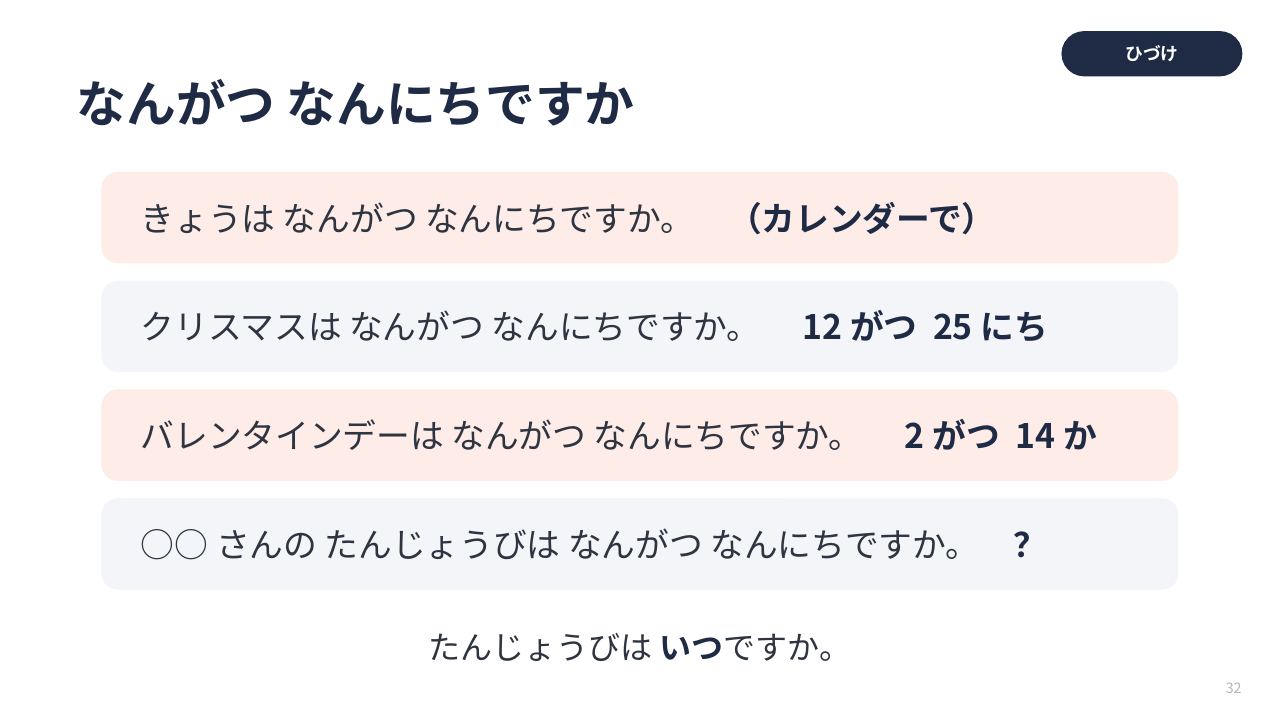 ひづけ
なんがつ なんにちですか
きょうは なんがつ なんにちですか。 （カレンダーで）
クリスマスは なんがつ なんにちですか。 12 がつ 25 にち
バレンタインデーは なんがつ なんにちですか。 2 がつ 14 か
〇〇 さんの たんじょうびは なんがつ なんにちですか。 ?
たんじょうびは いつですか。
32